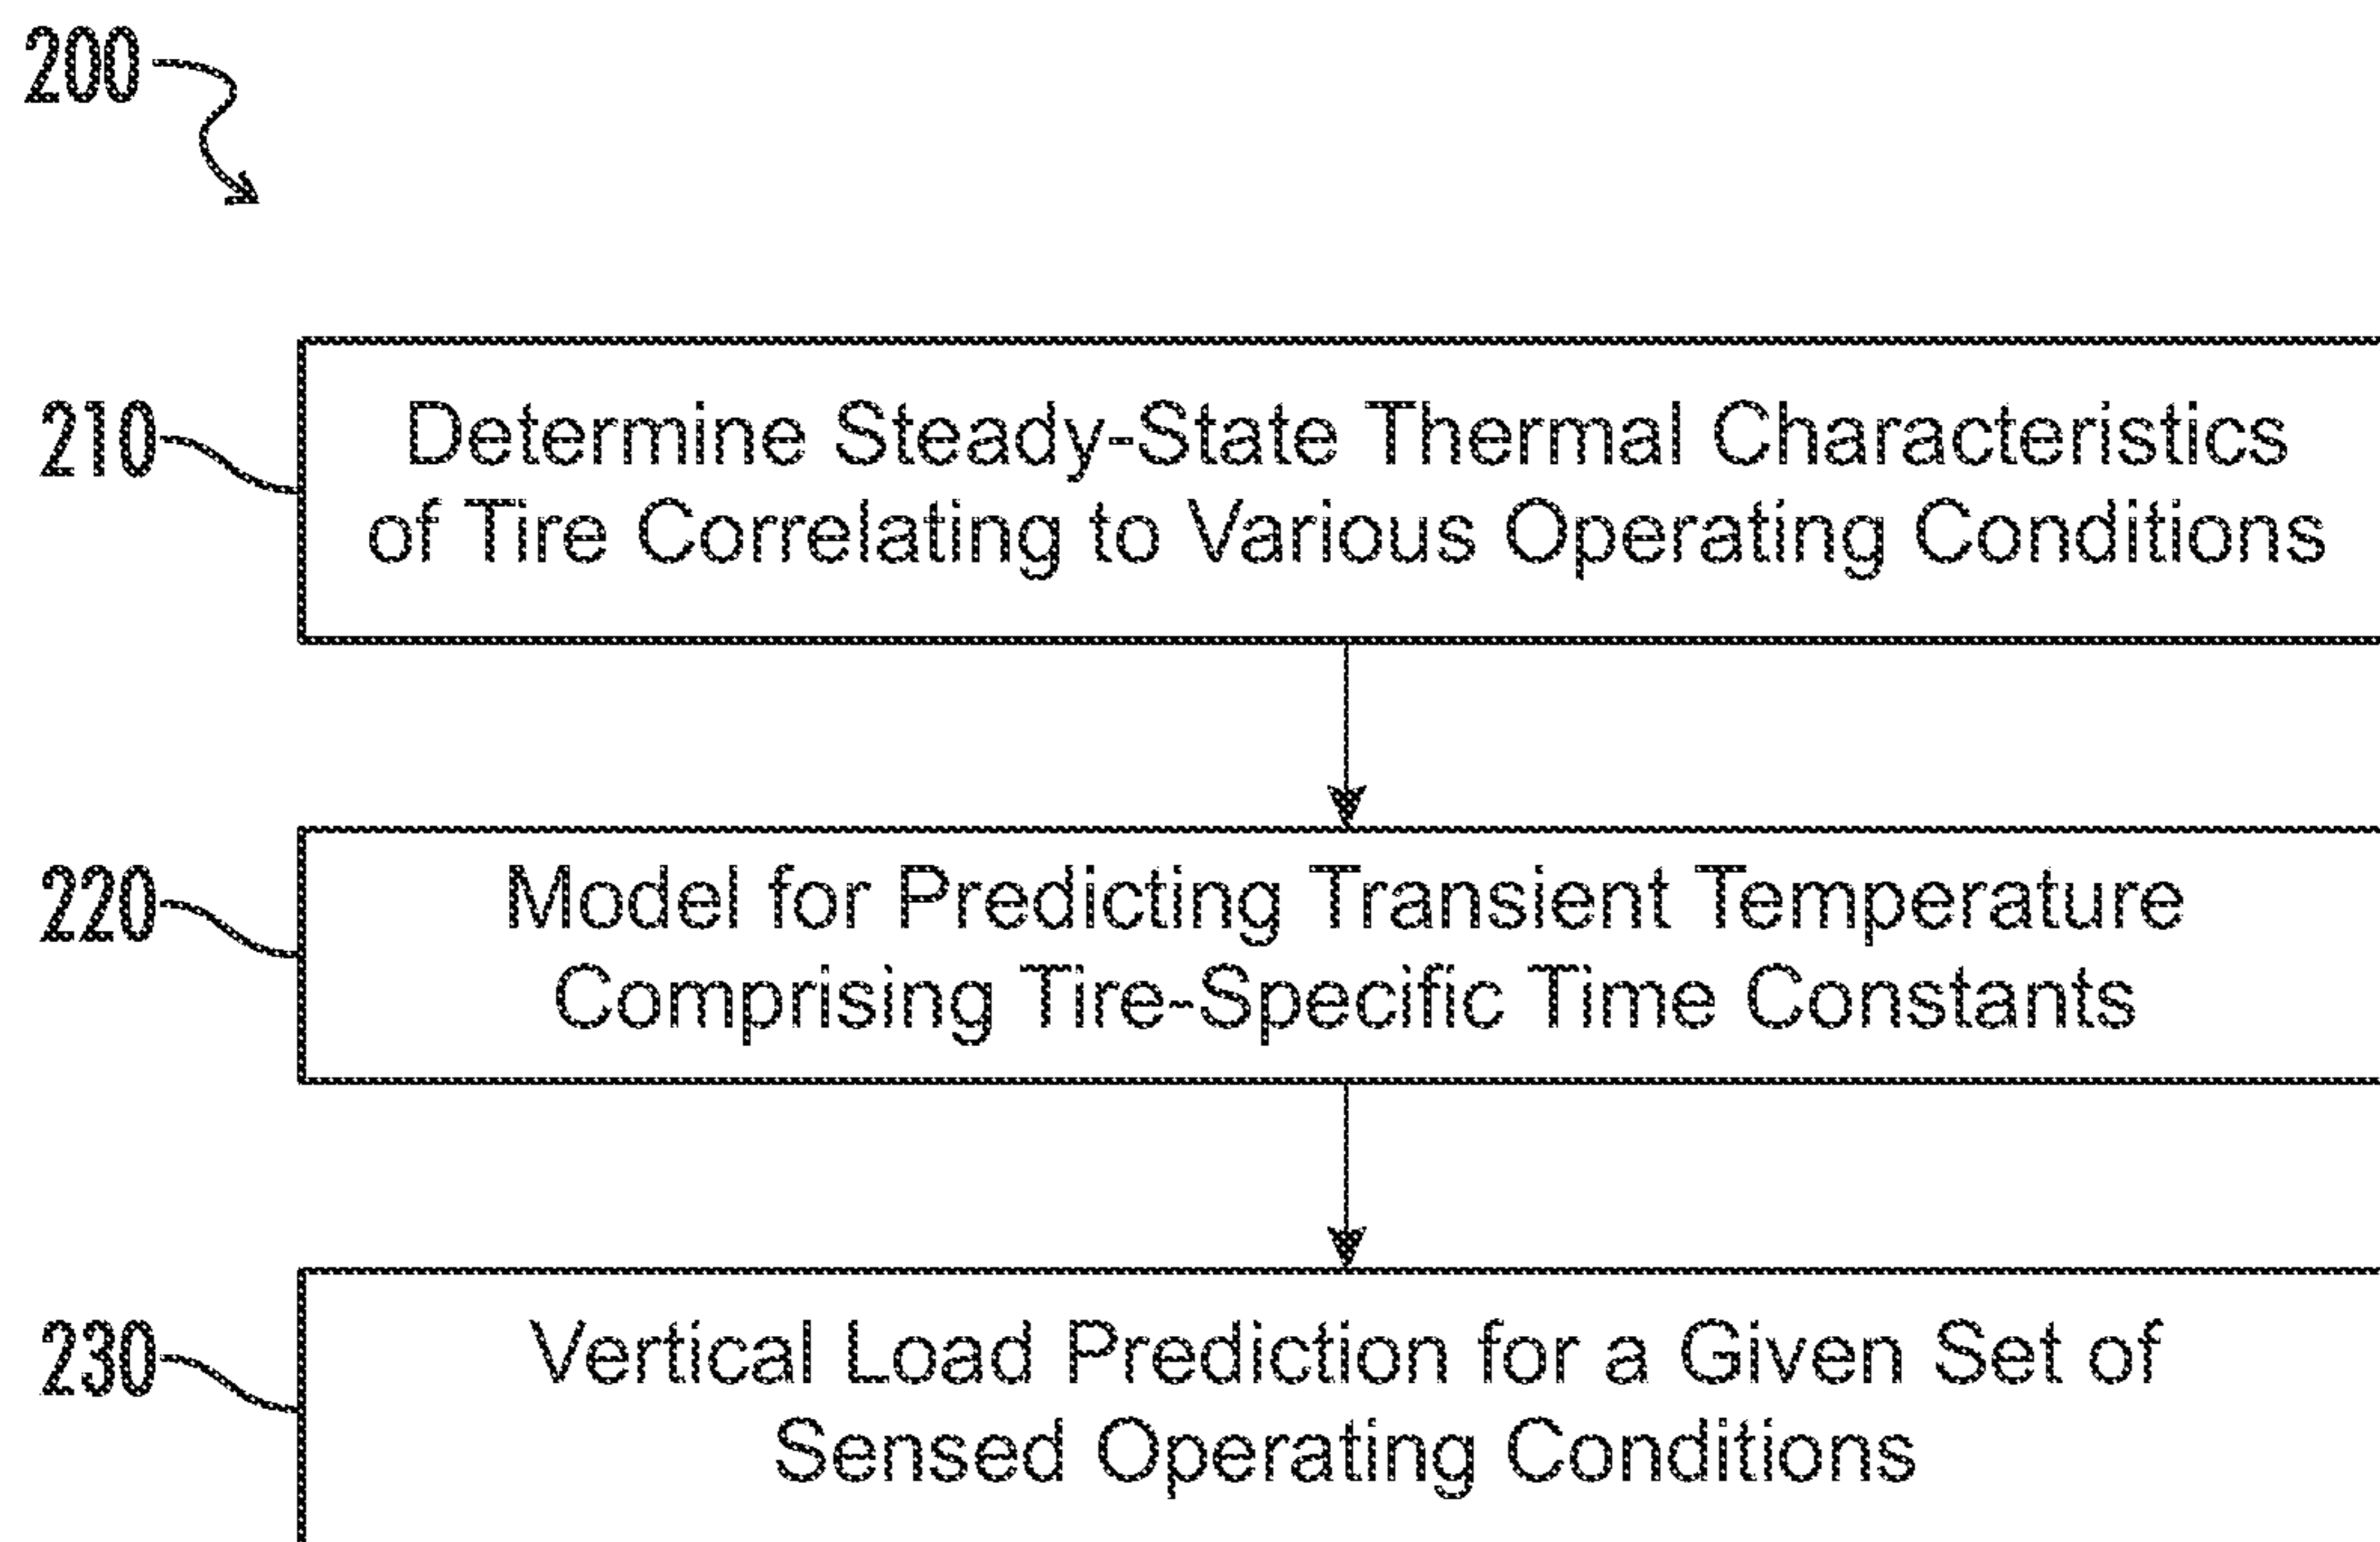 200
210
Determine Steady-State Thermal Characteristics
of Tire Correlating to Various Operating Conditions
220
Model for Predicting Transient Temperature
Comprising Tire-Specific Time Constants
230
Vertical Load Prediction for a Given Set of
Sensed Operating Conditions